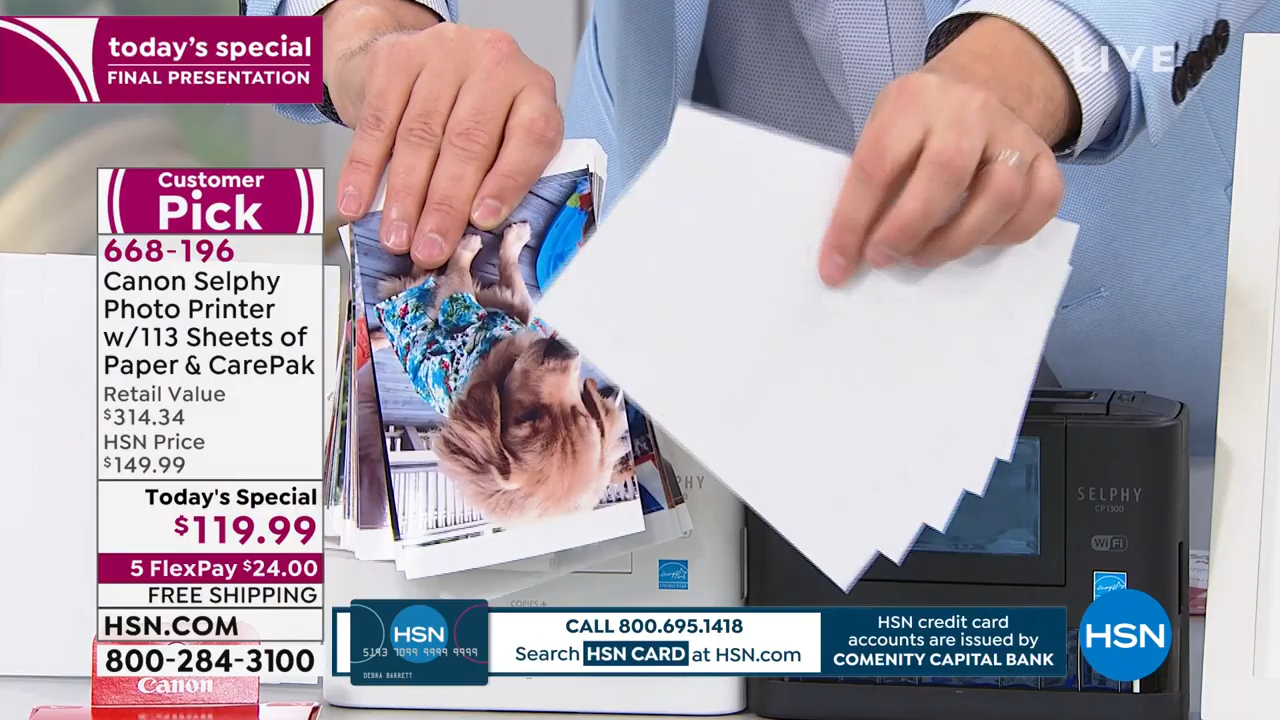 today's special
FINAL PRESENTATION
LIVE
Customer
Pick
668-196
Canon Selphy
Photo Printer
w/113 Sheets of
Paper & CarePak
Retail Value
$314.34
HSN Price
$149.99
Today's Special
$119.99
5 FlexPay $24.00
FREE SHIPPING
HSN.COM
800-284-3100
Canon
SELPHY
CP1300
WiFi
COPIES +
HSN
5193 7099 9999 9999
DEBRA BARRETT
CALL 800.695.1418
Search HSN CARD at HSN.com
HSN credit card
accounts are issued by
COMENITY CAPITAL BANK
HSN